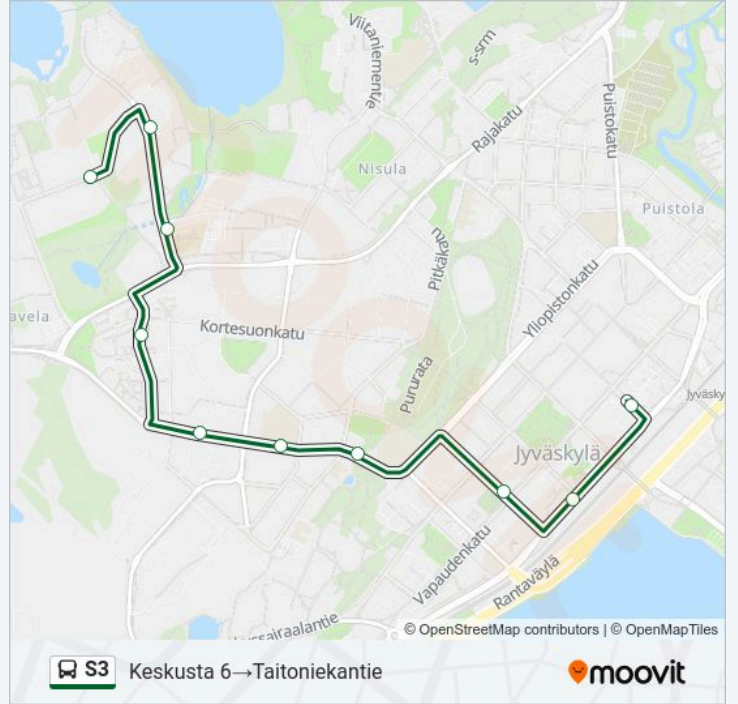 Viitaniementie
s-srm
Puistokatu
Rajakatu
Nisula
Puistola
Pitkäkatu
Yliopistonkatu
avela
Kortesuonkatu
Pururata
Jyväsky
Jyväskylä
Vapaudenkatu
Rantaväylä
ssairaalantie
© OpenStreetMap contributors | © OpenMapTiles
S3 Keskusta 6→Taitoniekantie
moovit